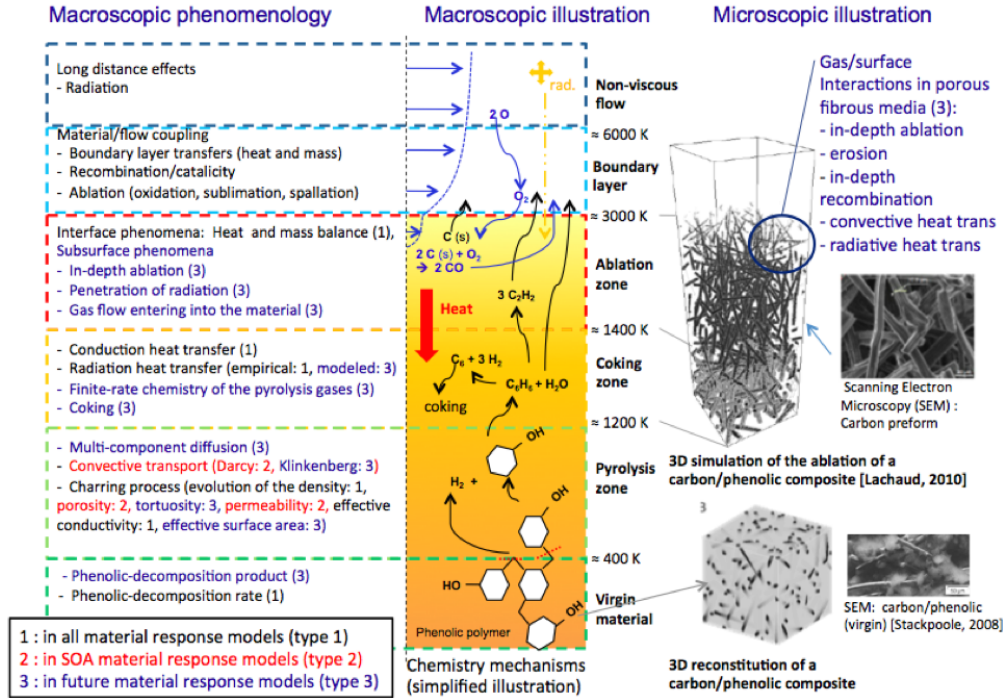 Macroscopic phenomenology
Long distance effects
- Radiation
Material/flow coupling
- Boundary layer transfers (heat and mass)
- Recombination/catalicity
- Ablation (oxidation, sublimation, spallation)
Interface phenomena: Heat and mass balance (1),
Subsurface phenomena
- In-depth ablation (3)
- Penetration of radiation (3)
- Gas flow entering into the material (3)
- Conduction heat transfer (1)
- Radiation heat transfer (empirical: 1, modeled: 3)
- Finite-rate chemistry of the pyrolysis gases (3)
- Coking (3)
- Multi-component diffusion (3)
- Convective transport (Darcy: 2, Klinkenberg: 3)
- Charring process (evolution of the density: 1,
porosity: 2, tortuosity: 3, permeability: 2, effective
conductivity: 1, effective surface area: 3)
- Phenolic-decomposition product (3)
- Phenolic-decomposition rate (1)
1 : in all material response models (type 1)
2 : in SOA material response models (type 2)
3 : in future material response models (type 3)
Macroscopic illustration
rad.
2 O
O₂
C (s)
2 C (s) + O₂
→ 2 CO
Heat
3 C₂H₂
C₆ + 3 H₂
coking
C₆H₆ + H₂O
OH
H₂ +
OH
HO
OH
Phenolic polymer
Chemistry mechanisms
(simplified illustration)
Non-viscous
flow
≈ 6000 K
Boundary
layer
≈ 3000 K
Ablation
zone
≈ 1400 K
Coking
zone
≈ 1200 K
Pyrolysis
zone
≈ 400 K
Virgin
material
Microscopic illustration
Gas/surface
Interactions in porous
fibrous media (3):
- in-depth ablation
- erosion
- in-depth
recombination
- convective heat trans
- radiative heat trans
Scanning Electron
Microscopy (SEM) :
Carbon preform
3D simulation of the ablation of a
carbon/phenolic composite [Lachaud, 2010]
3
SEM: carbon/phenolic
(virgin) [Stackpoole, 2008]
3D reconstitution of a
carbon/phenolic composite